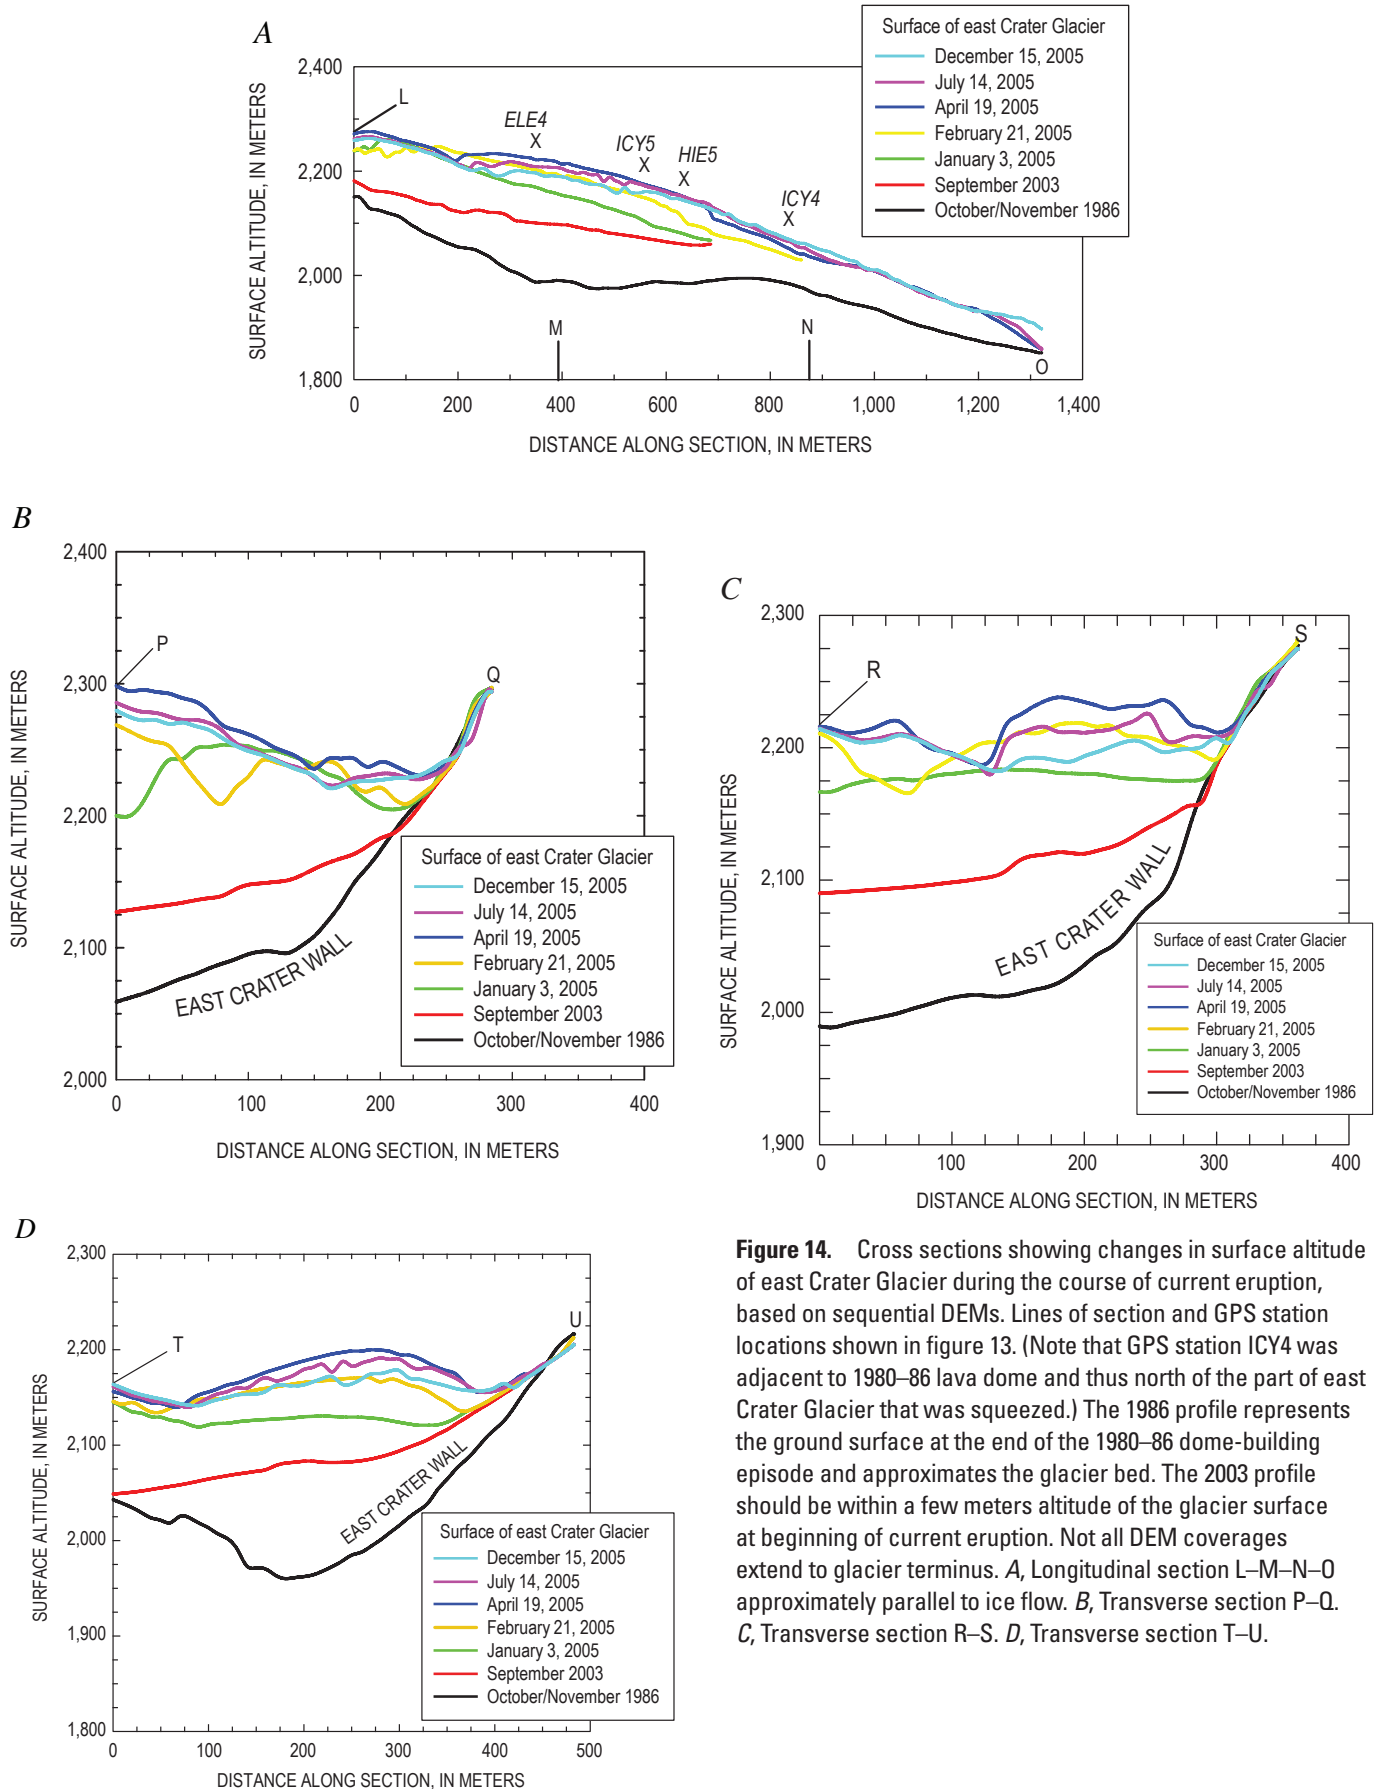 A
Surface of east Crater Glacier
December 15, 2005
July 14, 2005
April 19, 2005
February 21, 2005
January 3, 2005
September 2003
October/November 1986
2,400
2,200
2,000
1,800
SURFACE ALTITUDE, IN METERS
L
ELE4
X
ICY5
X
HIE5
X
ICY4
X
M
N
O
0 200 400 600 800 1,000 1,200 1,400
DISTANCE ALONG SECTION, IN METERS
B
2,400
2,300
2,200
2,100
2,000
SURFACE ALTITUDE, IN METERS
P
Q
EAST CRATER WALL
Surface of east Crater Glacier
December 15, 2005
July 14, 2005
April 19, 2005
February 21, 2005
January 3, 2005
September 2003
October/November 1986
0 100 200 300 400
DISTANCE ALONG SECTION, IN METERS
C
2,300
2,200
2,100
2,000
1,900
SURFACE ALTITUDE, IN METERS
R
S
EAST CRATER WALL
Surface of east Crater Glacier
December 15, 2005
July 14, 2005
April 19, 2005
February 21, 2005
January 3, 2005
September 2003
October/November 1986
0 100 200 300 400
DISTANCE ALONG SECTION, IN METERS
D
2,300
2,200
2,100
2,000
1,900
1,800
SURFACE ALTITUDE, IN METERS
T
U
EAST CRATER WALL
Surface of east Crater Glacier
December 15, 2005
July 14, 2005
April 19, 2005
February 21, 2005
January 3, 2005
September 2003
October/November 1986
0 100 200 300 400 500
DISTANCE ALONG SECTION, IN METERS
Figure 14. Cross sections showing changes in surface altitude
of east Crater Glacier during the course of current eruption,
based on sequential DEMs. Lines of section and GPS station
locations shown in figure 13. (Note that GPS station ICY4 was
adjacent to 1980–86 lava dome and thus north of the part of east
Crater Glacier that was squeezed.) The 1986 profile represents
the ground surface at the end of the 1980–86 dome-building
episode and approximates the glacier bed. The 2003 profile
should be within a few meters altitude of the glacier surface
at beginning of current eruption. Not all DEM coverages
extend to glacier terminus. A, Longitudinal section L–M–N–O
approximately parallel to ice flow. B, Transverse section P–Q.
C, Transverse section R–S. D, Transverse section T–U.